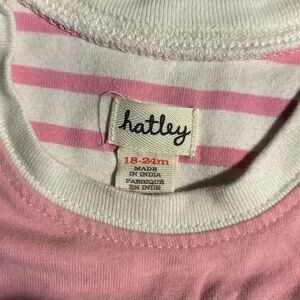 hatley
18-24m
MADE
IN INDIA
FABRIQUÉ
EN INDE